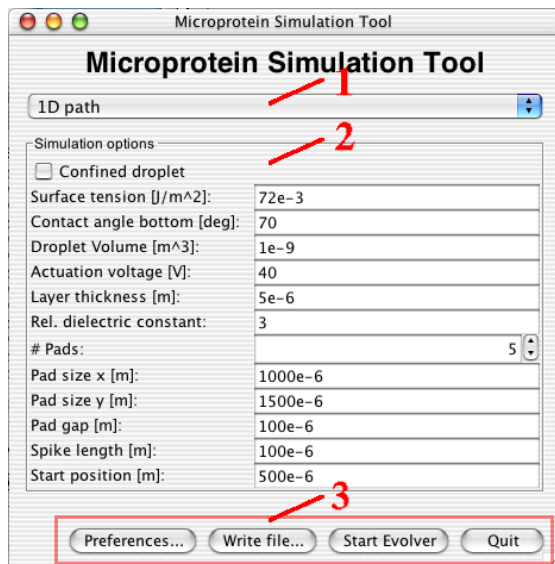 Microprotein Simulation Tool
Microprotein Simulation Tool
1
1D path
2
Simulation options
Confined droplet
Surface tension [J/m^2]: 72e-3
Contact angle bottom [deg]: 70
Droplet Volume [m^3]: 1e-9
Actuation voltage [V]: 40
Layer thickness [m]: 5e-6
Rel. dielectric constant: 3
# Pads: 5
Pad size x [m]: 1000e-6
Pad size y [m]: 1500e-6
Pad gap [m]: 100e-6
Spike length [m]: 100e-6
Start position [m]: 500e-6
3
Preferences... Write file... Start Evolver Quit